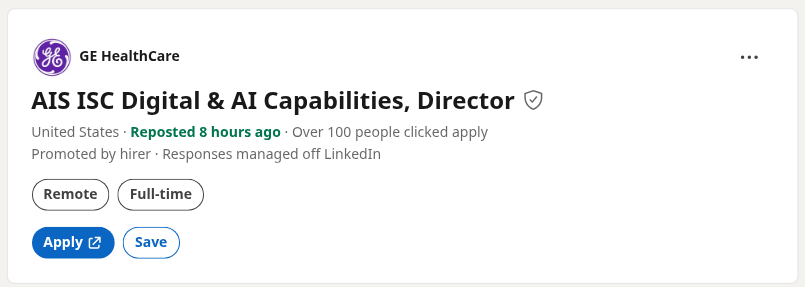 GE HealthCare
AIS ISC Digital & AI Capabilities, Director
United States · Reposted 8 hours ago · Over 100 people clicked apply
Promoted by hirer · Responses managed off LinkedIn
Remote Full-time
Apply Save